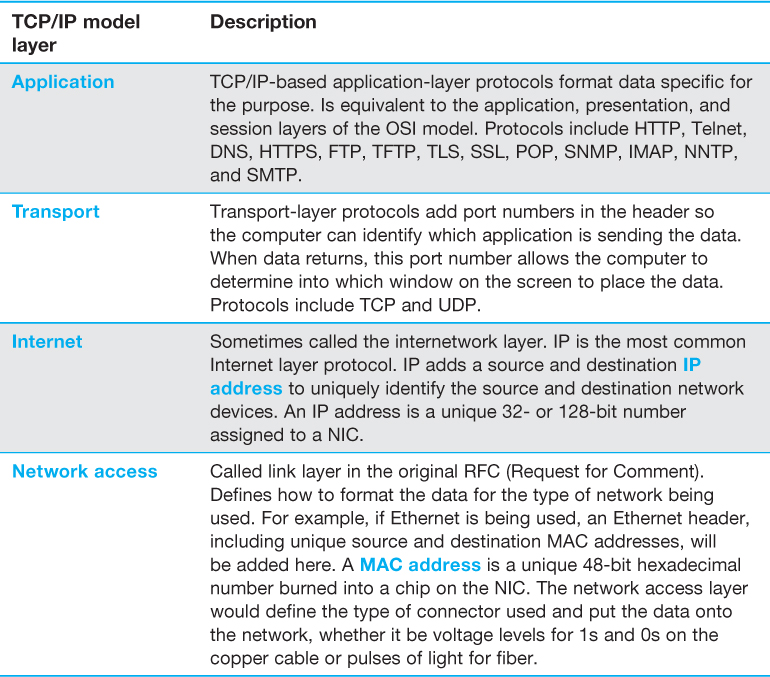 TCP/IP model
layer
Description
Application
TCP/IP-based application-layer protocols format data specific for
the purpose. Is equivalent to the application, presentation, and
session layers of the OSI model. Protocols include HTTP, Telnet,
DNS, HTTPS, FTP, TFTP, TLS, SSL, POP, SNMP, IMAP, NNTP,
and SMTP.
Transport
Transport-layer protocols add port numbers in the header so
the computer can identify which application is sending the data.
When data returns, this port number allows the computer to
determine into which window on the screen to place the data.
Protocols include TCP and UDP.
Internet
Sometimes called the internetwork layer. IP is the most common
Internet layer protocol. IP adds a source and destination IP
address to uniquely identify the source and destination network
devices. An IP address is a unique 32- or 128-bit number
assigned to a NIC.
Network access
Called link layer in the original RFC (Request for Comment).
Defines how to format the data for the type of network being
used. For example, if Ethernet is being used, an Ethernet header,
including unique source and destination MAC addresses, will
be added here. A MAC address is a unique 48-bit hexadecimal
number burned into a chip on the NIC. The network access layer
would define the type of connector used and put the data onto
the network, whether it be voltage levels for 1s and 0s on the
copper cable or pulses of light for fiber.